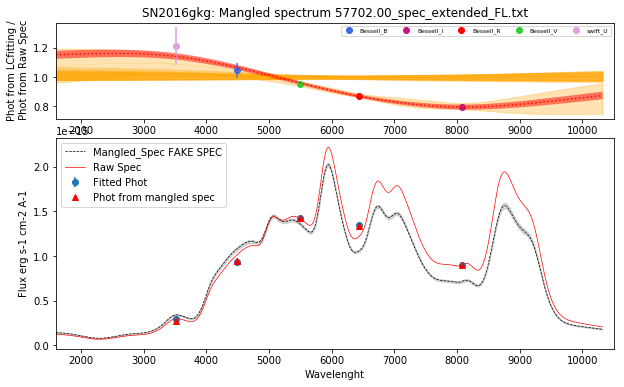 SN2016gkg: Mangled spectrum 57702.00_spec_extended_FL.txt
Phot from LCfitting /
Phot from Raw Spec
1.2
1.0
0.8
Bessell_B
Bessell_I
Bessell_R
Bessell_V
swift_U
2000 3000 4000 5000 6000 7000 8000 9000 10000
Flux erg s-1 cm-2 A-1
2.0
1.5
1.0
0.5
0.0
Mangled_Spec FAKE SPEC
Raw Spec
Fitted Phot
Phot from mangled spec
2000 3000 4000 5000 6000 7000 8000 9000 10000
Wavelenght